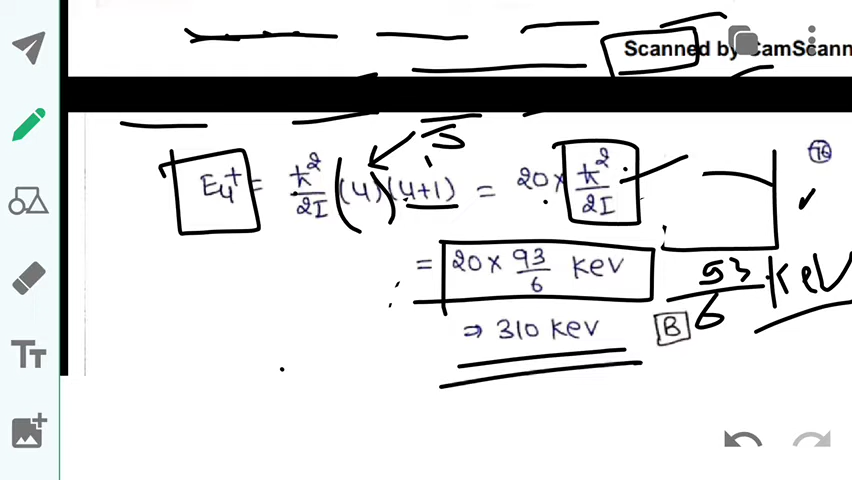 Scanned by CamScann
5
E4+ = ħ²/2I (4)(4+1) = 20 × ħ²/2I
= 20 × 93/6 KeV
93/6 KeV
⇒ 310 KeV
B
TT